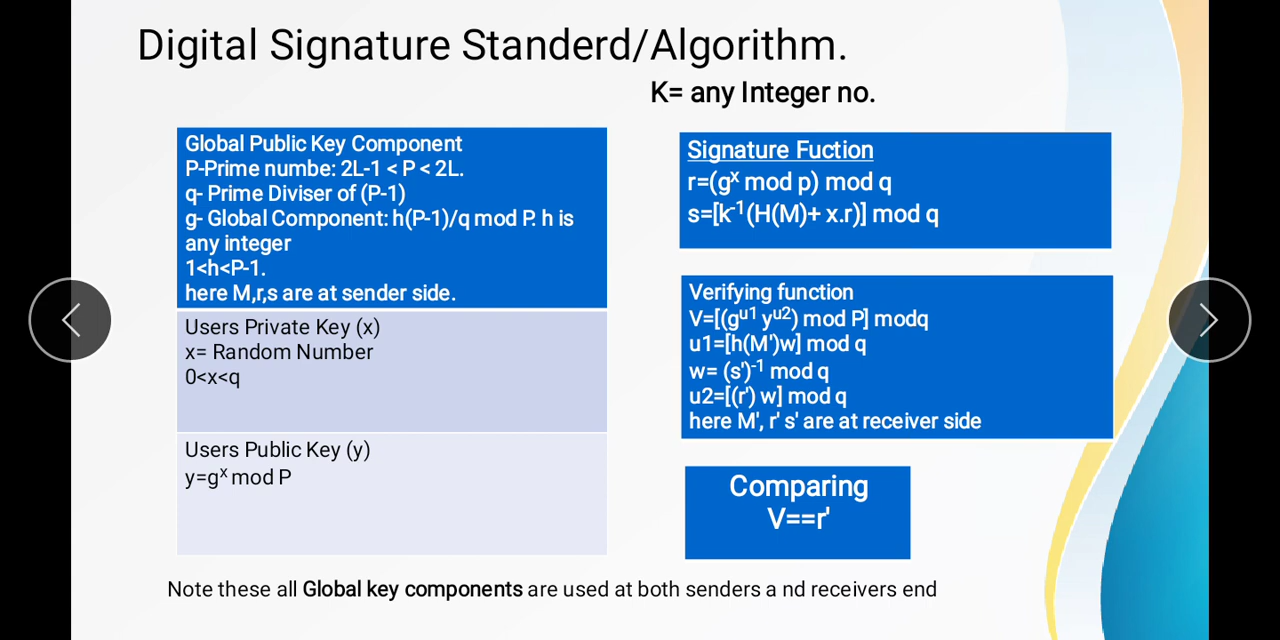 Digital Signature Standerd/Algorithm.
K= any Integer no.
Global Public Key Component
P-Prime numbe: 2L-1 < P < 2L.
q- Prime Diviser of (P-1)
g- Global Component: h(P-1)/q mod P. h is
any integer
1<h<P-1.
here M,r,s are at sender side.
Users Private Key (x)
x= Random Number
0<x<q
Users Public Key (y)
y=gˣ mod P
Signature Fuction
r=(gˣ mod p) mod q
s=[k⁻¹(H(M)+ x.r)] mod q
Verifying function
V=[(gᵘ¹ yᵘ²) mod P] modq
u1=[h(M')w] mod q
w= (s')⁻¹ mod q
u2=[(r') w] mod q
here M', r' s' are at receiver side
Comparing
V==r'
Note these all Global key components are used at both senders a nd receivers end